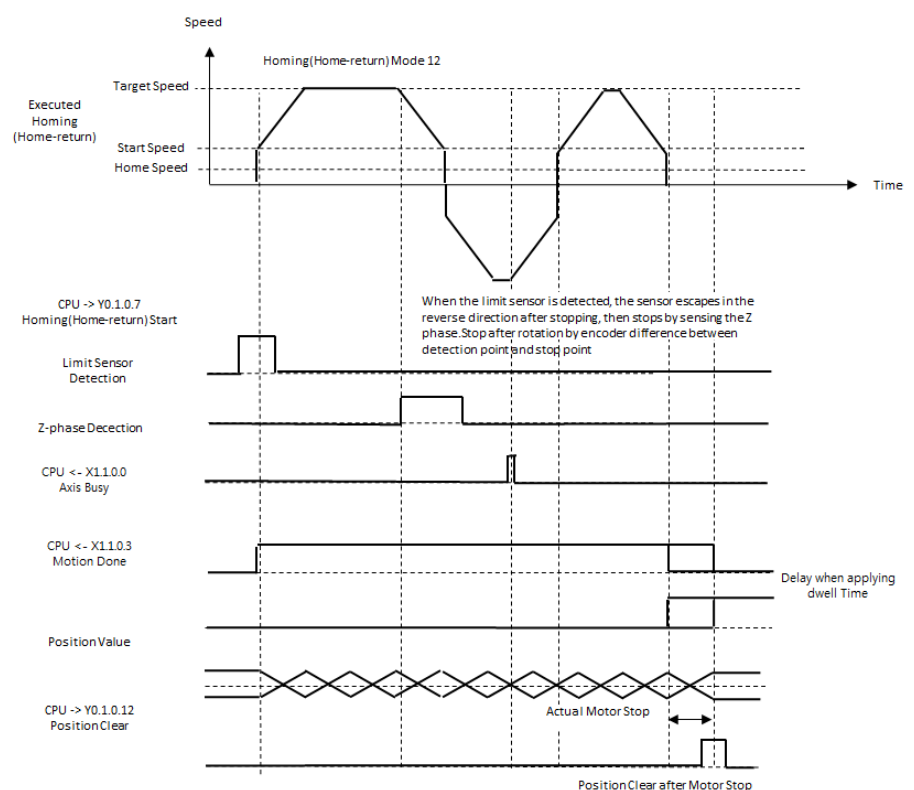 Speed
Homing(Home-return) Mode 12
Target Speed
Executed
Homing
(Home-return)
Start Speed
Home Speed
Time
CPU -> Y0.1.0.7
Homing(Home-return) Start
When the limit sensor is detected, the sensor escapes in the
reverse direction after stopping, then stops by sensing the Z
phase.Stop after rotation by encoder difference between
detection point and stop point
Limit Sensor
Detection
Z-phase Decection
CPU <- X1.1.0.0
Axis Busy
CPU <- X1.1.0.3
Motion Done
Delay when applying
dwell Time
Position Value
CPU -> Y0.1.0.12
Position Clear
Actual Motor Stop
Position Clear after Motor Stop